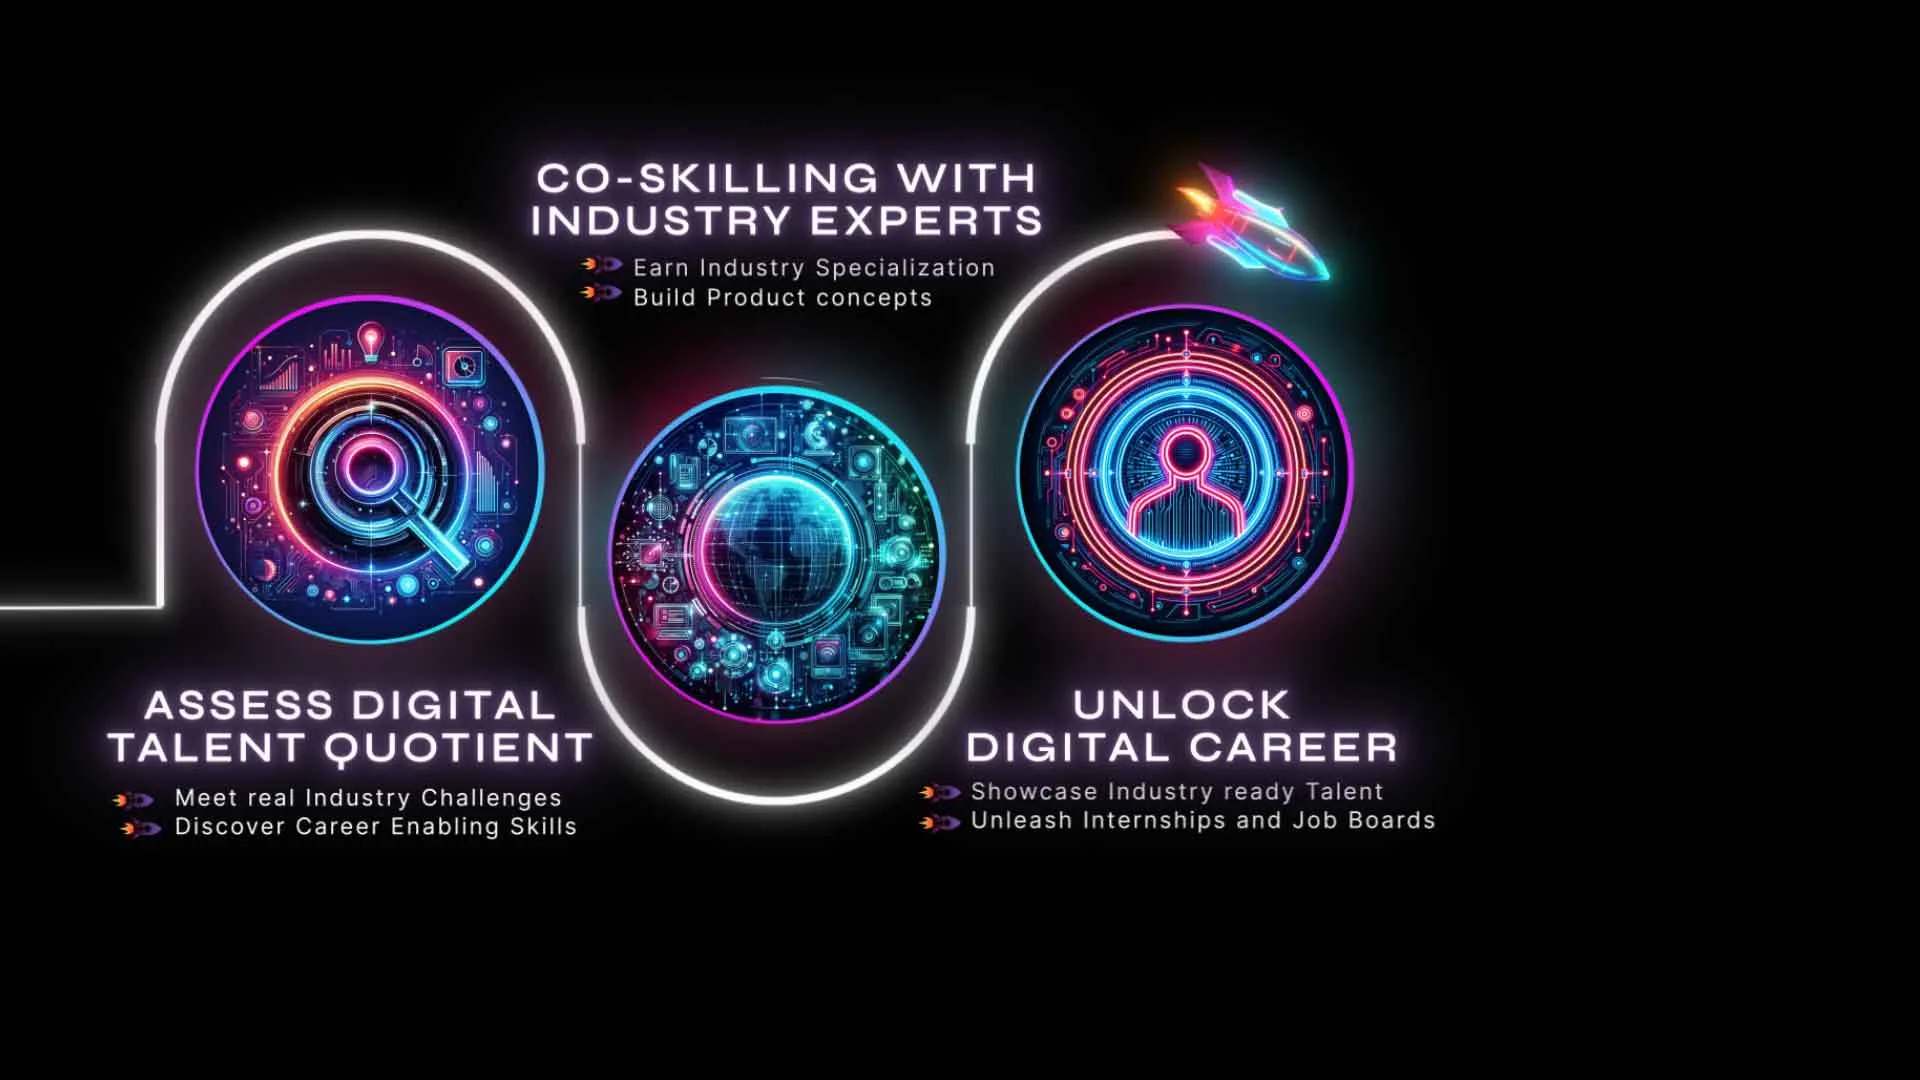 CO-SKILLING WITH
INDUSTRY EXPERTS
Earn Industry Specialization
Build Product concepts
ASSESS DIGITAL
TALENT QUOTIENT
Meet real Industry Challenges
Discover Career Enabling Skills
UNLOCK
DIGITAL CAREER
Showcase Industry ready Talent
Unleash Internships and Job Boards